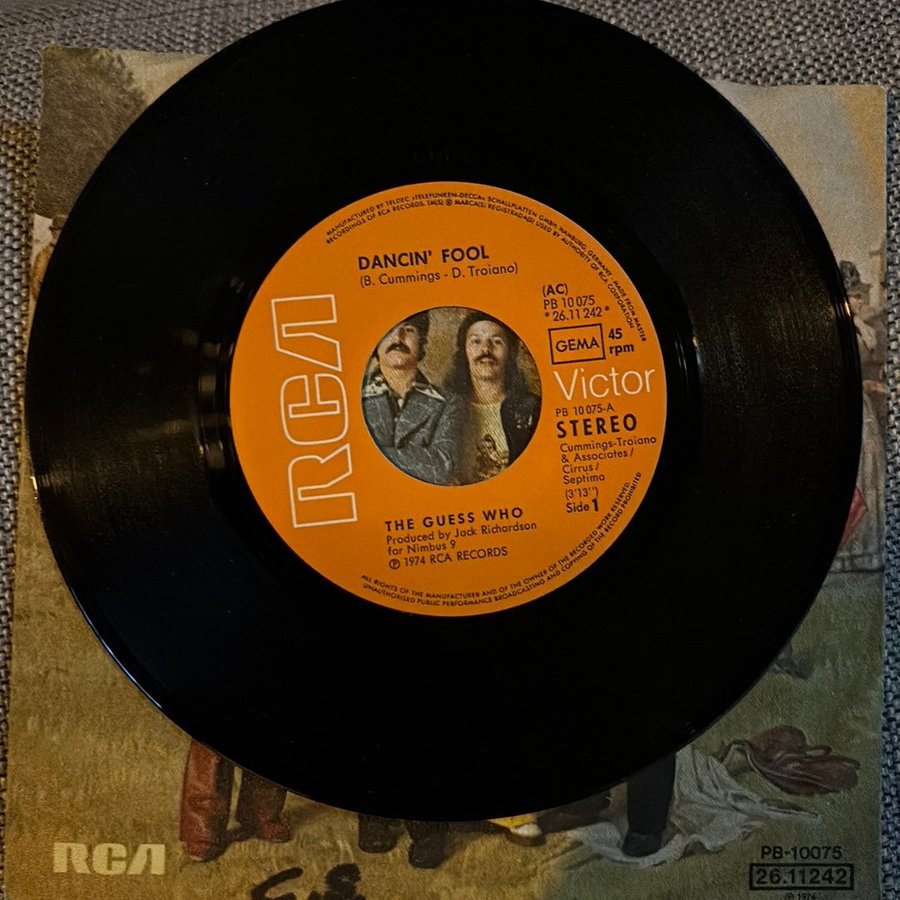 MANUFACTURED BY TELDEC »TELEFUNKEN-DECCA« SCHALLPLATTEN GMBH, HAMBURG, GERMANY · MADE FROM MASTER
RECORDINGS OF RCA RECORDS. TM(S) ® MARCA(S) REGISTRADA(S) USED BY AUTHORITY OF RCA CORPORATION
DANCIN' FOOL
(B. Cummings - D. Troiano)
(AC)
PB 10 075
* 26.11 242 *
GEMA
45
rpm
RCA
Victor
PB 10 075-A
STEREO
Cummings-Troiano
& Associates/
Cirrus/
Septima
(3'13")
Side 1
THE GUESS WHO
Produced by Jack Richardson
for Nimbus 9
℗ 1974 RCA RECORDS
ALL RIGHTS OF THE MANUFACTURER AND OF THE OWNER OF THE RECORDED WORK RESERVED.
UNAUTHORISED PUBLIC PERFORMANCE BROADCASTING AND COPYING OF THE RECORD PROHIBITED
RCA
PB-10075
26.11242
℗ 1974